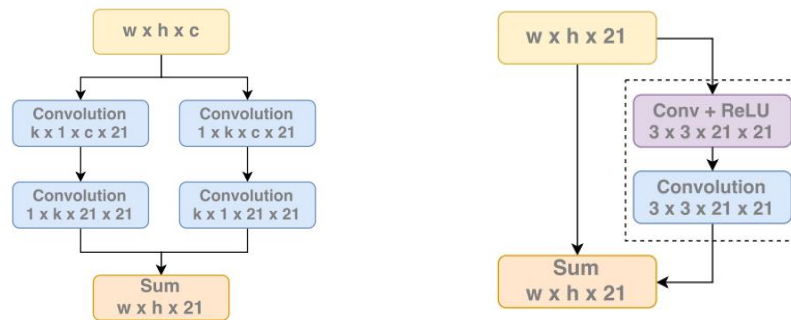 w x h x c
Convolution
k x 1 x c x 21
Convolution
1 x k x c x 21
Convolution
1 x k x 21 x 21
Convolution
k x 1 x 21 x 21
Sum
w x h x 21
w x h x 21
Conv + ReLU
3 x 3 x 21 x 21
Convolution
3 x 3 x 21 x 21
Sum
w x h x 21